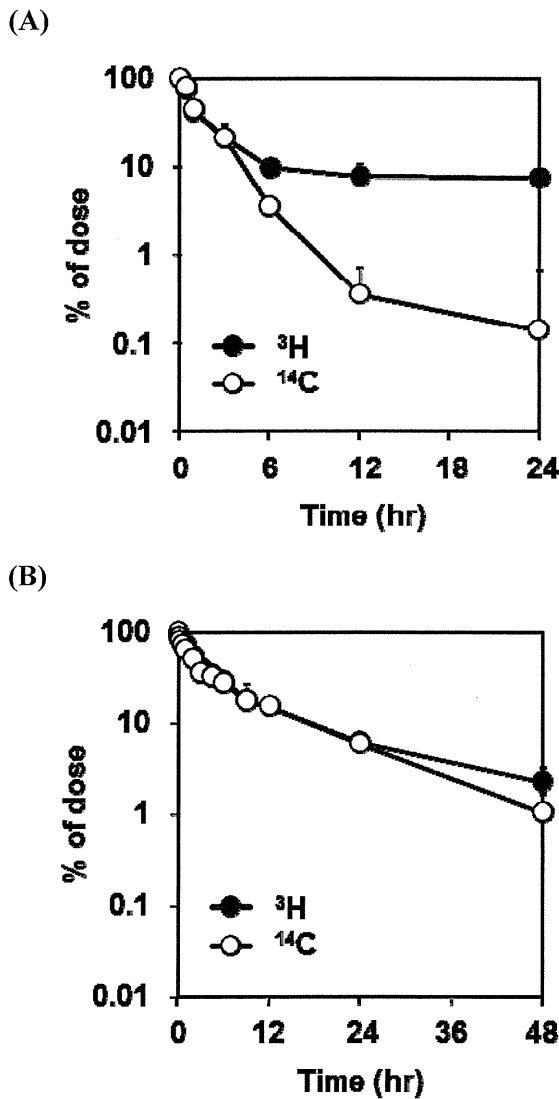 (A)
% of dose
100
10
1
0.1
0.01
³H
¹⁴C
0 6 12 18 24
Time (hr)
(B)
% of dose
100
10
1
0.1
0.01
³H
¹⁴C
0 12 24 36 48
Time (hr)